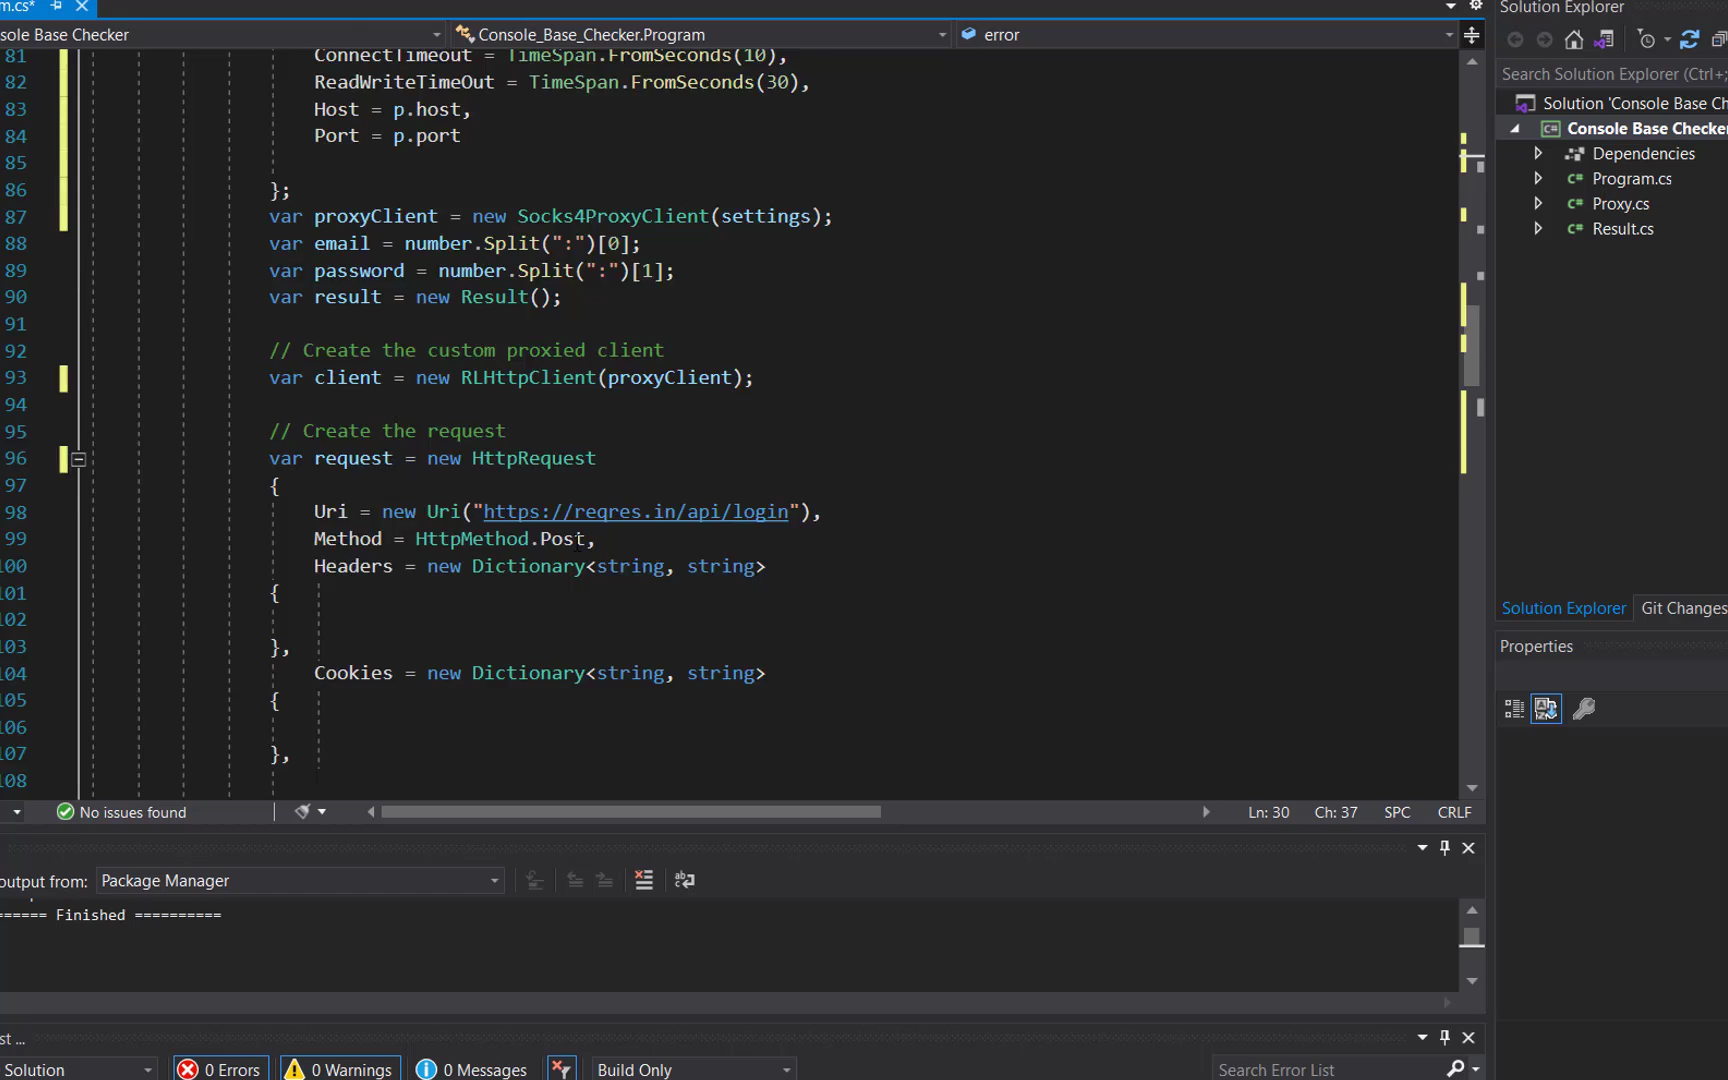 m.cs*
sole Base Checker
Console_Base_Checker.Program
error
81 ConnectTimeout = TimeSpan.FromSeconds(10),
82 ReadWriteTimeOut = TimeSpan.FromSeconds(30),
83 Host = p.host,
84 Port = p.port
85
86 };
87 var proxyClient = new Socks4ProxyClient(settings);
88 var email = number.Split(":")[0];
89 var password = number.Split(":")[1];
90 var result = new Result();
91
92 // Create the custom proxied client
93 var client = new RLHttpClient(proxyClient);
94
95 // Create the request
96 var request = new HttpRequest
97 {
98 Uri = new Uri("https://reqres.in/api/login"),
99 Method = HttpMethod.Post,
100 Headers = new Dictionary<string, string>
101 {
102
103 },
104 Cookies = new Dictionary<string, string>
105 {
106
107 },
108
No issues found
Ln: 30 Ch: 37 SPC CRLF
output from: Package Manager
====== Finished ==========
st ...
Solution
0 Errors
0 Warnings
0 Messages
Build Only
Search Error List
Solution Explorer
Search Solution Explorer (Ctrl+;
Solution 'Console Base Ch
Console Base Checker
Dependencies
C# Program.cs
C# Proxy.cs
C# Result.cs
Solution Explorer Git Changes
Properties